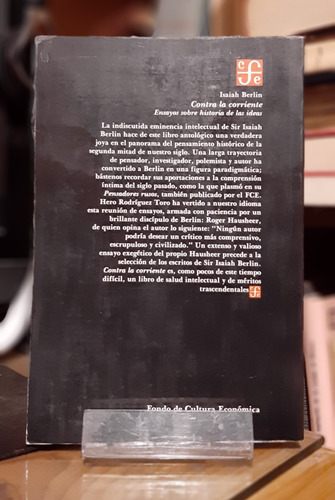 cfe
Isaiah Berlin
Contra la corriente
Ensayos sobre historia de las ideas
La indiscutida eminencia intelectual de Sir Isaiah
Berlin hace de este libro antológico una verdadera
joya en el panorama del pensamiento histórico de la
segunda mitad de nuestro siglo. Una larga trayectoria
de pensador, investigador, polemista y autor ha
convertido a Berlin en una figura paradigmática;
bástenos recordar sus aportaciones a la comprensión
íntima del siglo pasado, como la que plasmó en su
Pensadores rusos, también publicado por el FCE.
Hero Rodríguez Toro ha vertido a nuestro idioma
esta reunión de ensayos, armada con paciencia por un
brillante discípulo de Berlin: Roger Hausheer,
de quien opina el autor lo siguiente: "Ningún autor
podría desear un crítico más comprensivo,
escrupuloso y civilizado." Un extenso y valioso
ensayo exegético del propio Hausheer precede a la
selección de los escritos de Sir Isaiah Berlin.
Contra la corriente es, como pocos de este tiempo
difícil, un libro de salud intelectual y de méritos
trascendentales cfe
Fondo de Cultura Económica